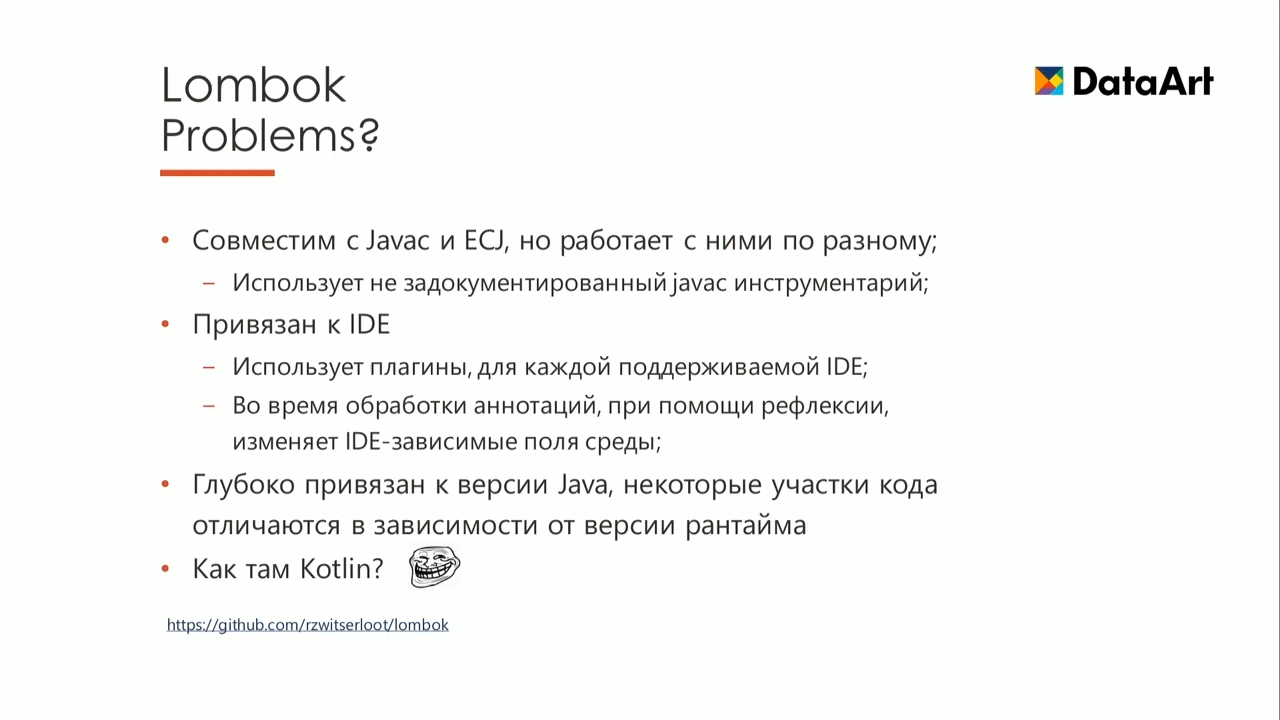 Lombok
Problems?
DataArt
• Совместим с Javac и ECJ, но работает с ними по разному;
– Использует не задокументированный javac инструментарий;
• Привязан к IDE
– Использует плагины, для каждой поддерживаемой IDE;
– Во время обработки аннотаций, при помощи рефлексии,
изменяет IDE-зависимые поля среды;
• Глубоко привязан к версии Java, некоторые участки кода
отличаются в зависимости от версии рантайма
• Как там Kotlin?
https://github.com/rzwitserloot/lombok